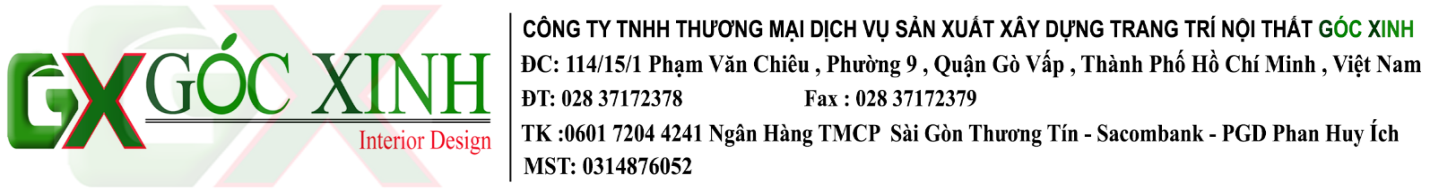 GX GÓC XINH
Interior Design
CÔNG TY TNHH THƯƠNG MẠI DỊCH VỤ SẢN XUẤT XÂY DỰNG TRANG TRÍ NỘI THẤT GÓC XINH
ĐC: 114/15/1 Phạm Văn Chiêu , Phường 9 , Quận Gò Vấp , Thành Phố Hồ Chí Minh , Việt Nam
ĐT: 028 37172378 Fax : 028 37172379
TK :0601 7204 4241 Ngân Hàng TMCP Sài Gòn Thương Tín - Sacombank - PGD Phan Huy Ích
MST: 0314876052